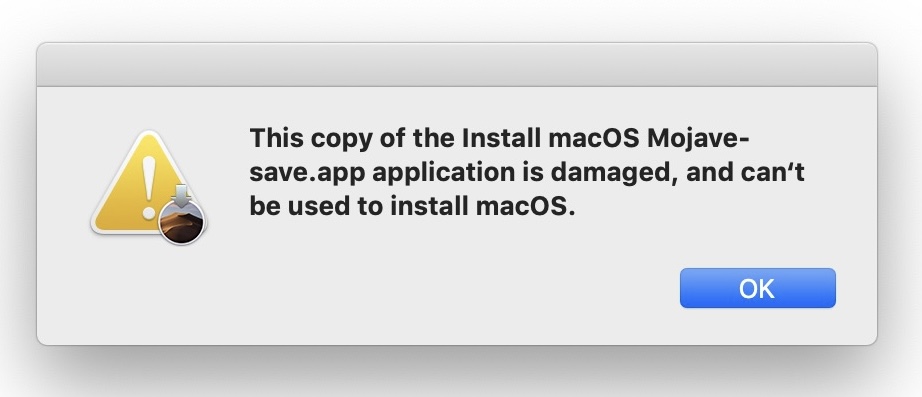 This copy of the Install macOS Mojave-
save.app application is damaged, and can‘t
be used to install macOS.
OK